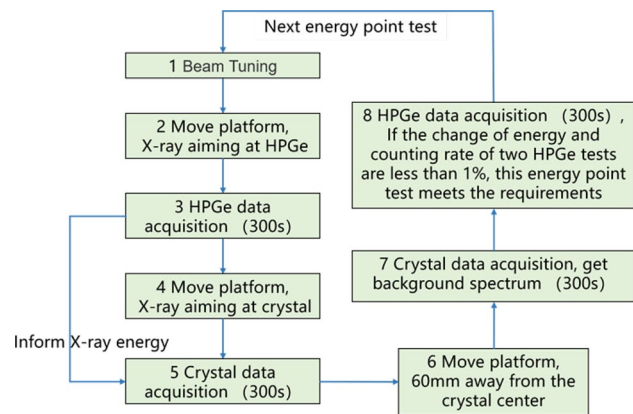 Next energy point test
1 Beam Tuning
2 Move platform,
X-ray aiming at HPGe
3 HPGe data
acquisition （300s）
4 Move platform,
X-ray aiming at crystal
Inform X-ray energy
5 Crystal data
acquisition （300s）
6 Move platform,
60mm away from the
crystal center
7 Crystal data acquisition, get
background spectrum （300s）
8 HPGe data acquisition （300s）,
If the change of energy and
counting rate of two HPGe tests
are less than 1%, this energy point
test meets the requirements